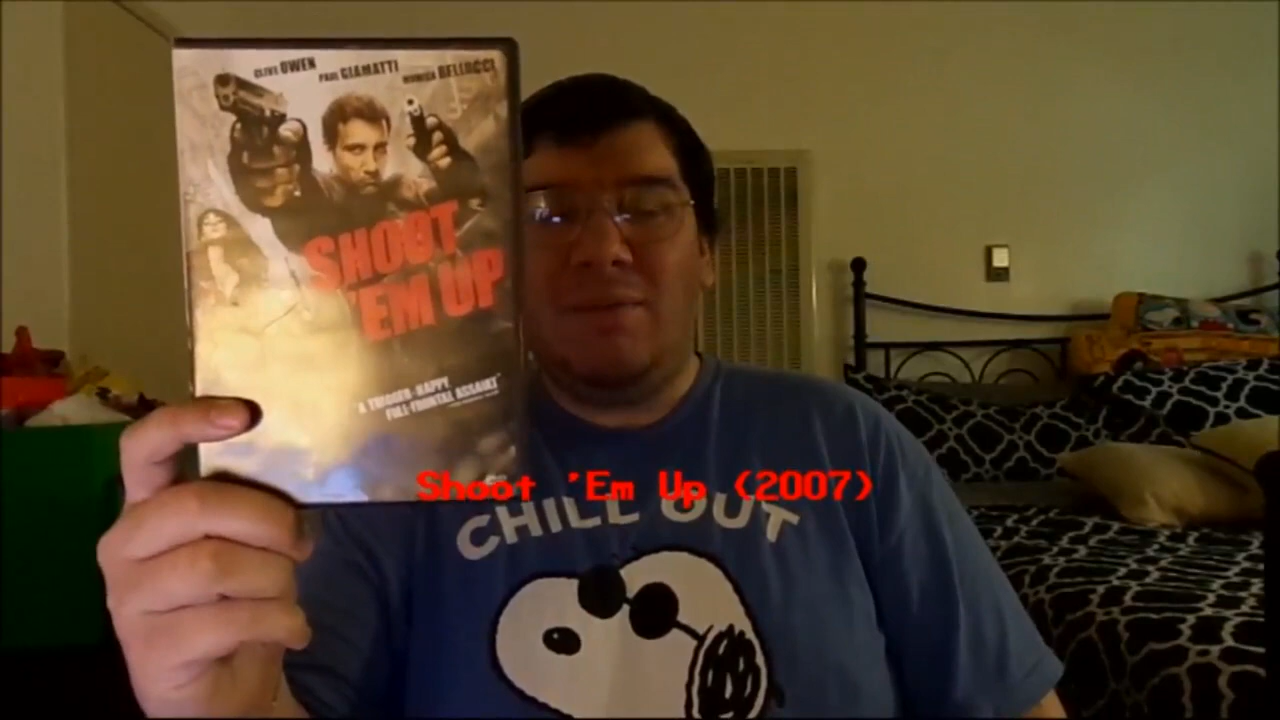 CLIVE OWEN PAUL GIAMATTI MONICA BELLUCCI
SHOOT
'EM UP
"A TRIGGER-HAPPY
FULL-FRONTAL ASSAULT"
Shoot 'Em Up (2007)
CHILL OUT